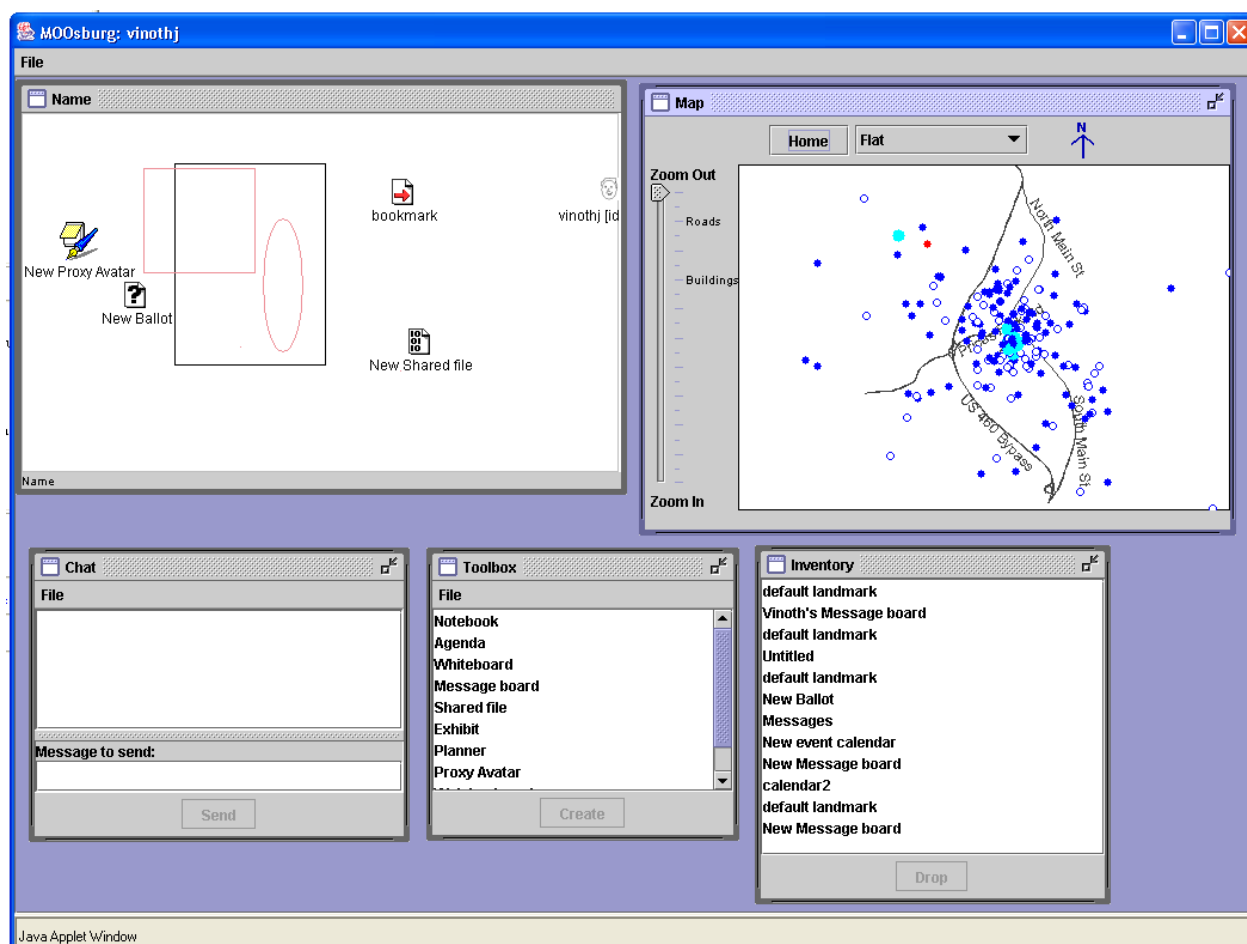 MOOsburg: vinothj
File
Name
New Proxy Avatar
New Ballot
bookmark
vinothj [id
New Shared file
Name
Map
Home
Flat
N
Zoom Out
Roads
Buildings
Zoom In
North Main St
US 460 Bypass
South Main St
Chat
File
Message to send:
Send
Toolbox
File
Notebook
Agenda
Whiteboard
Message board
Shared file
Exhibit
Planner
Proxy Avatar
Create
Inventory
default landmark
Vinoth's Message board
default landmark
Untitled
default landmark
New Ballot
Messages
New event calendar
New Message board
calendar2
default landmark
New Message board
Drop
Java Applet Window